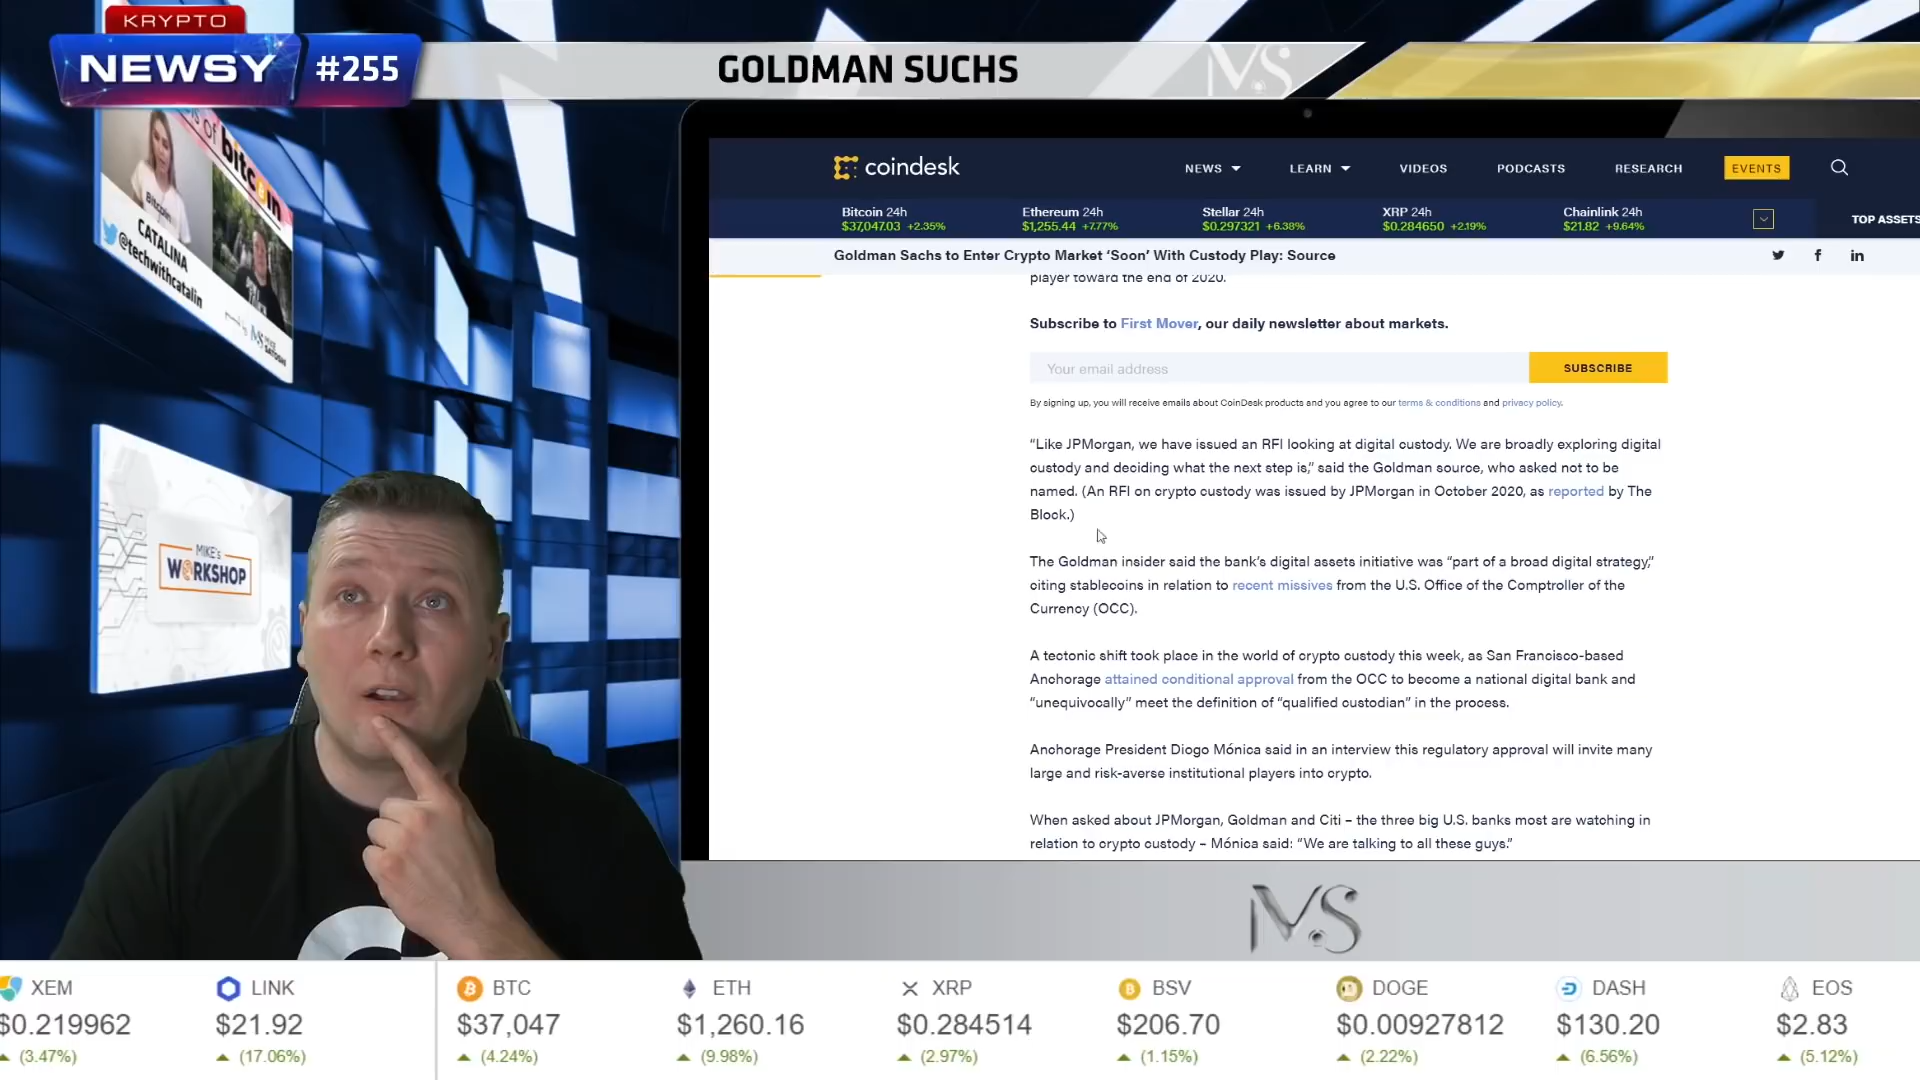 KRYPTO
NEWSY #255
GOLDMAN SUCHS
MS
of bitcoin
Bitcoin
CATALINA
@techwithcatalin
MIKE's
WORKSHOP
coindesk
NEWS LEARN VIDEOS PODCASTS RESEARCH EVENTS
Bitcoin 24h Ethereum 24h Stellar 24h XRP 24h Chainlink 24h
$37,047.03 +2.35% $1,255.44 +7.77% $0.297321 +6.38% $0.284650 +2.19% $21.82 +9.64%
TOP ASSETS
Goldman Sachs to Enter Crypto Market ‘Soon’ With Custody Play: Source
player toward the end of 2020.
Subscribe to First Mover, our daily newsletter about markets.
Your email address SUBSCRIBE
By signing up, you will receive emails about CoinDesk products and you agree to our terms & conditions and privacy policy.
“Like JPMorgan, we have issued an RFI looking at digital custody. We are broadly exploring digital
custody and deciding what the next step is,” said the Goldman source, who asked not to be
named. (An RFI on crypto custody was issued by JPMorgan in October 2020, as reported by The
Block.)
The Goldman insider said the bank’s digital assets initiative was “part of a broad digital strategy,”
citing stablecoins in relation to recent missives from the U.S. Office of the Comptroller of the
Currency (OCC).
A tectonic shift took place in the world of crypto custody this week, as San Francisco-based
Anchorage attained conditional approval from the OCC to become a national digital bank and
“unequivocally” meet the definition of “qualified custodian” in the process.
Anchorage President Diogo Mónica said in an interview this regulatory approval will invite many
large and risk-averse institutional players into crypto.
When asked about JPMorgan, Goldman and Citi – the three big U.S. banks most are watching in
relation to crypto custody – Mónica said: “We are talking to all these guys.”
MS
XEM LINK BTC ETH XRP BSV DOGE DASH EOS
$0.219962 $21.92 $37,047 $1,260.16 $0.284514 $206.70 $0.00927812 $130.20 $2.83
(3.47%) (17.06%) (4.24%) (9.98%) (2.97%) (1.15%) (2.22%) (6.56%) (5.12%)